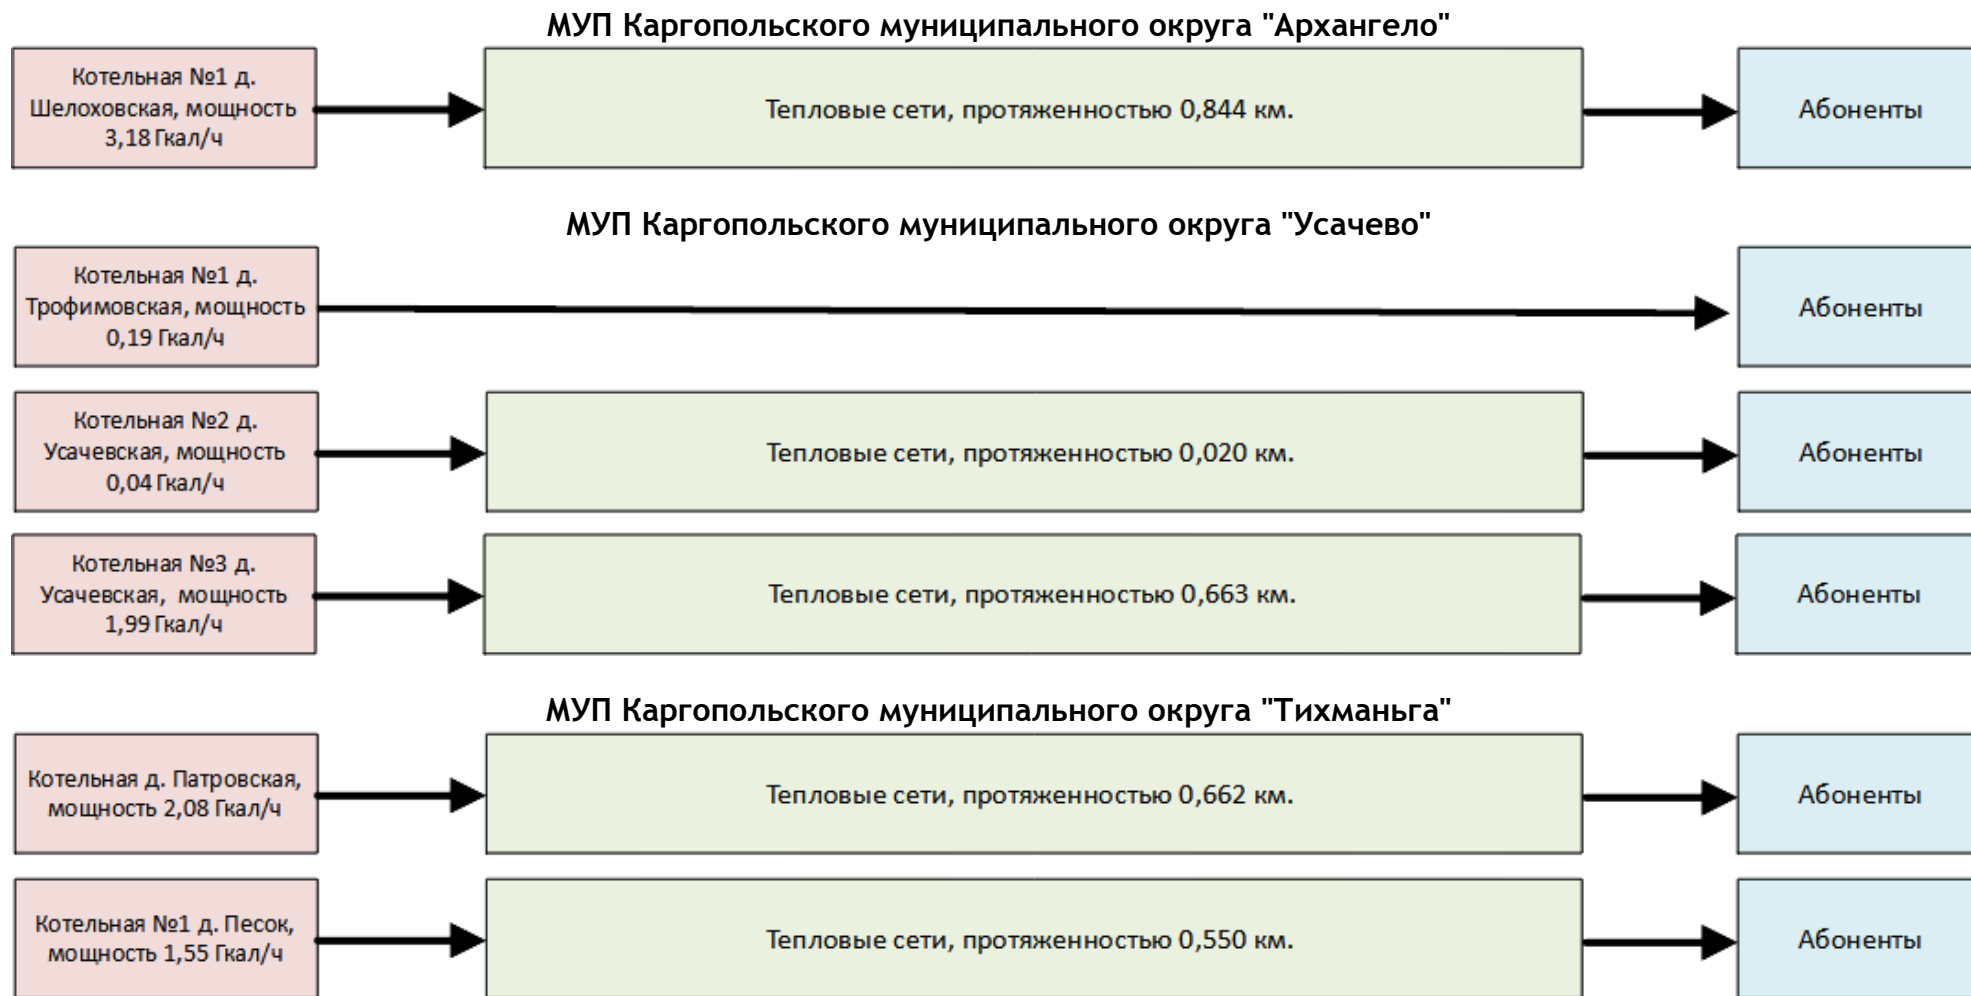 МУП Каргопольского муниципального округа "Архангело"
Котельная №1 д.
Шелоховская, мощность
3,18 Гкал/ч
Тепловые сети, протяженностью 0,844 км.
Абоненты
МУП Каргопольского муниципального округа "Усачево"
Котельная №1 д.
Трофимовская, мощность
0,19 Гкал/ч
Абоненты
Котельная №2 д.
Усачевская, мощность
0,04 Гкал/ч
Тепловые сети, протяженностью 0,020 км.
Абоненты
Котельная №3 д.
Усачевская, мощность
1,99 Гкал/ч
Тепловые сети, протяженностью 0,663 км.
Абоненты
МУП Каргопольского муниципального округа "Тихманьга"
Котельная д. Патровская,
мощность 2,08 Гкал/ч
Тепловые сети, протяженностью 0,662 км.
Абоненты
Котельная №1 д. Песок,
мощность 1,55 Гкал/ч
Тепловые сети, протяженностью 0,550 км.
Абоненты